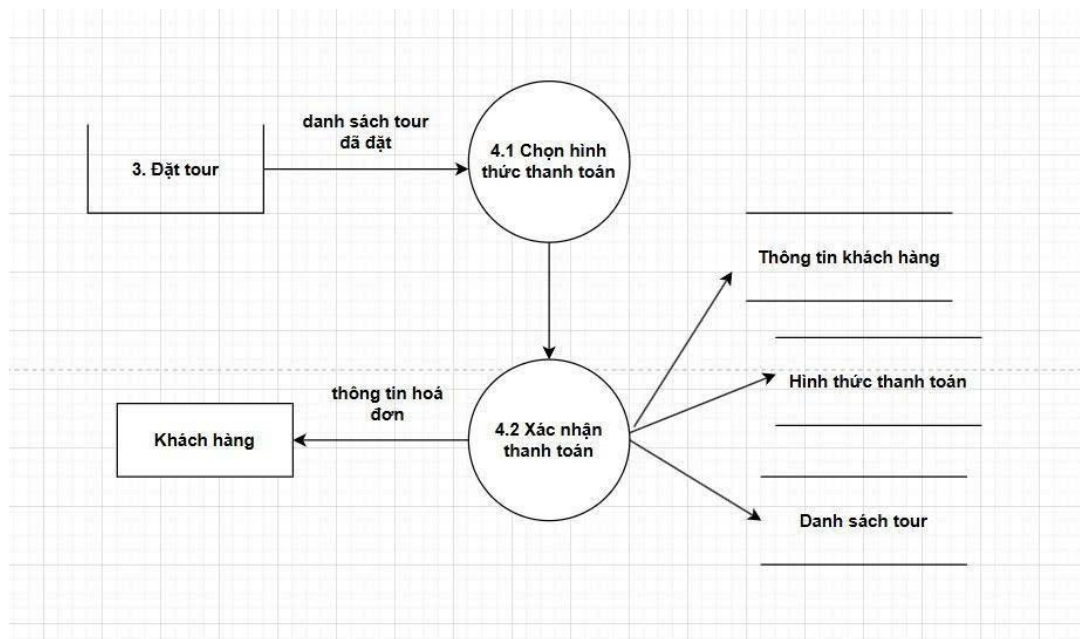 danh sách tour
đã đặt
3. Đặt tour
4.1 Chọn hình
thức thanh toán
Thông tin khách hàng
Hình thức thanh toán
thông tin hoá
đơn
Khách hàng
4.2 Xác nhận
thanh toán
Danh sách tour